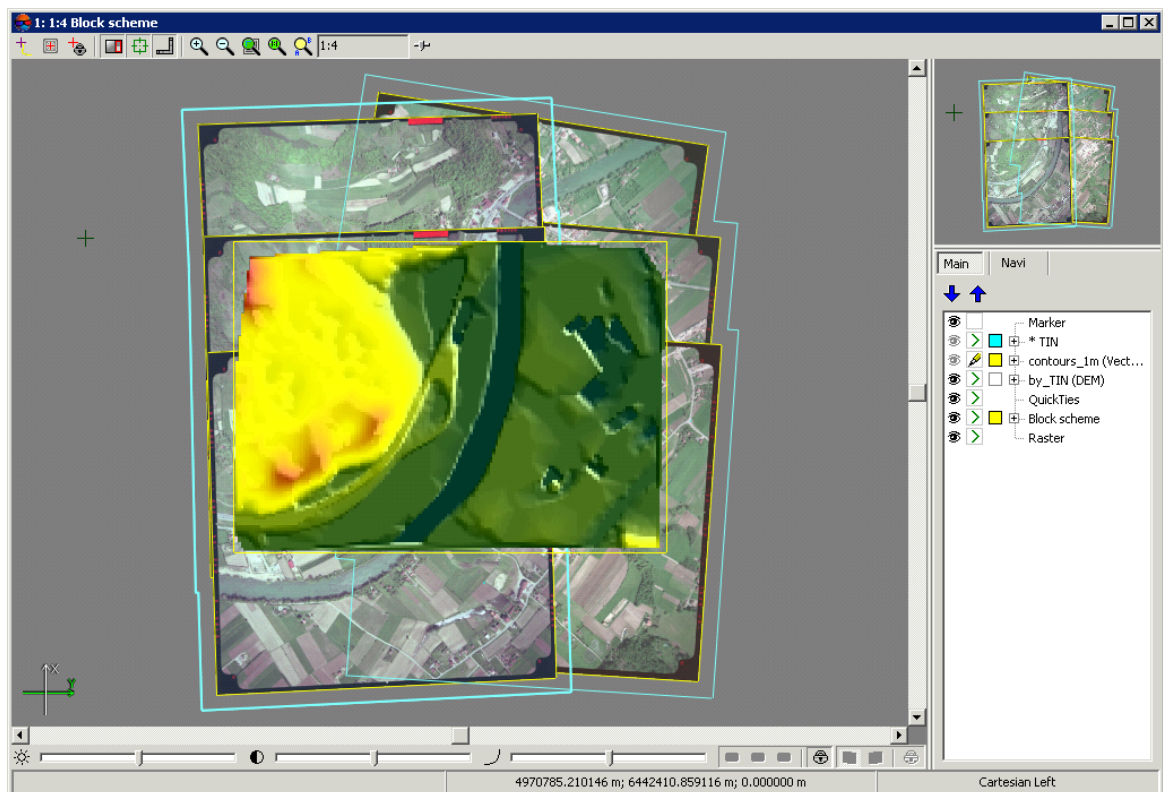 1: 1:4 Block scheme
1:4
Main Navi
Marker
* TIN
contours_1m (Vect...
by_TIN (DEM)
QuickTies
Block scheme
Raster
X
Y
4970785.210146 m; 6442410.859116 m; 0.000000 m Cartesian Left